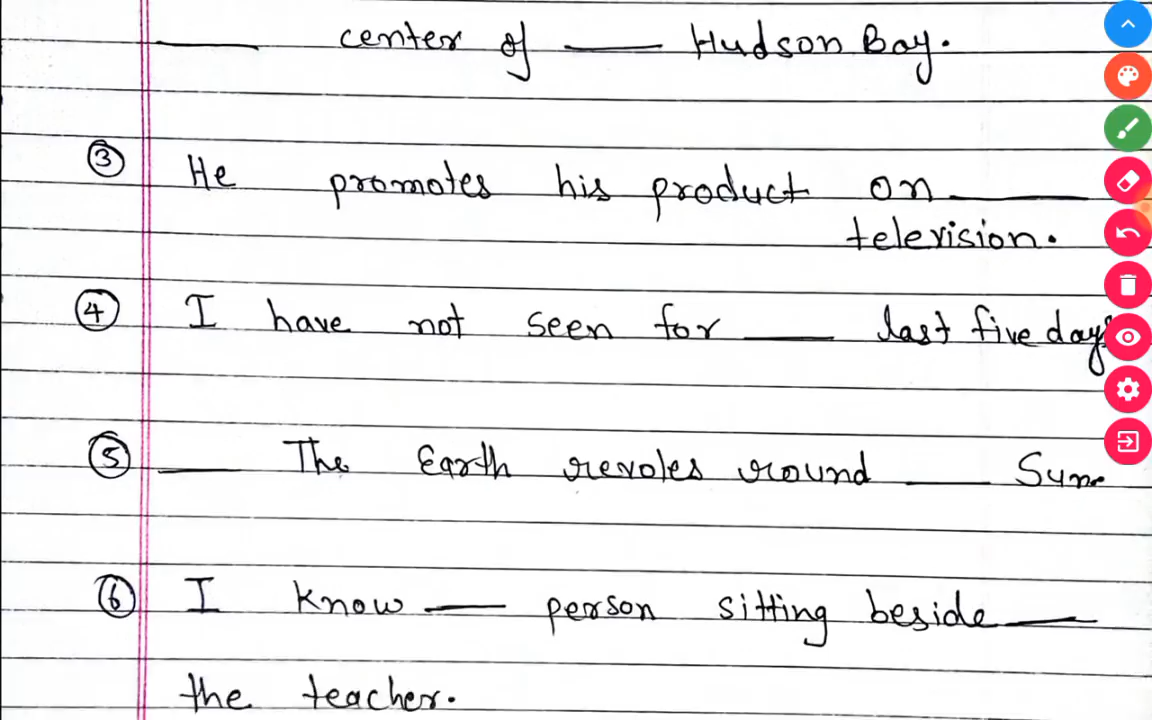 ___ center of ___ Hudson Bay.
③ He promotes his product on ___
television.
④ I have not seen for ___ last five days
⑤ ___ The Earth revoles round ___ Sun.
⑥ I know ___ person sitting beside ___
the teacher.